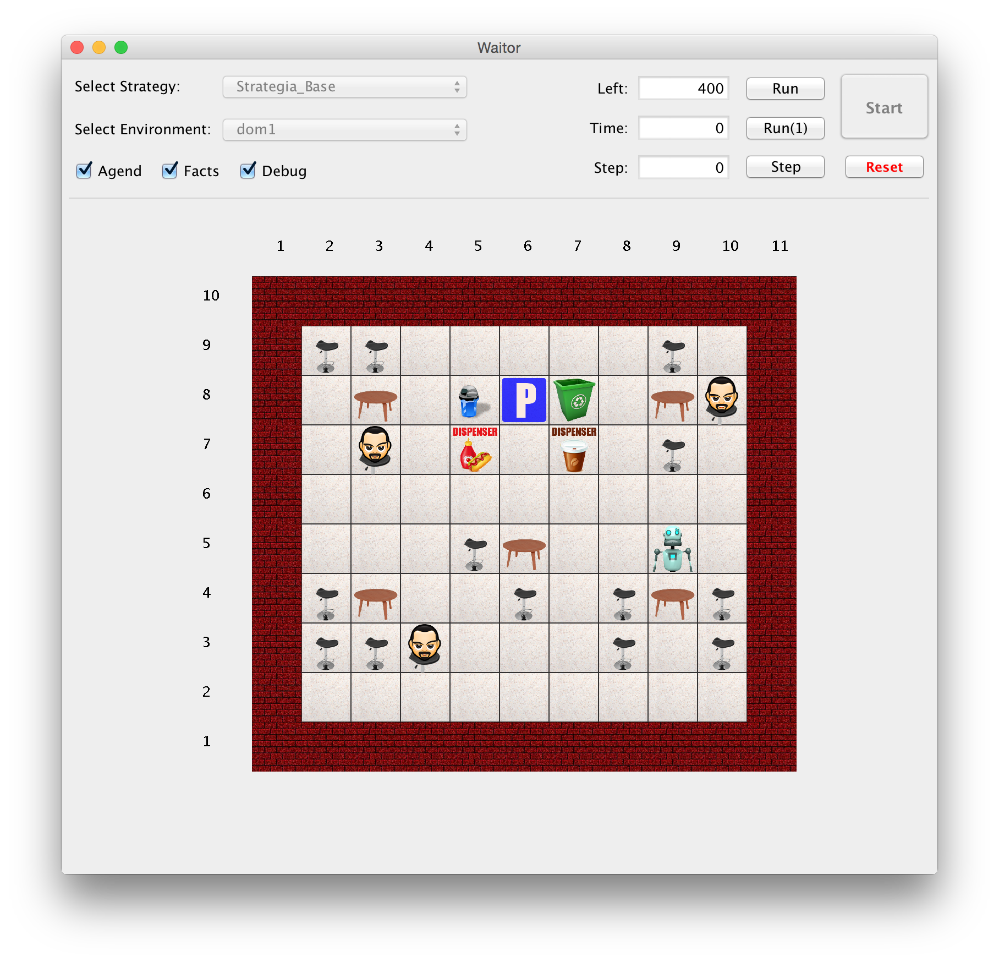 Waitor
Select Strategy: Strategia_Base Left: 400 Run Start
Select Environment: dom1 Time: 0 Run(1)
Agend Facts Debug Step: 0 Step Reset
1 2 3 4 5 6 7 8 9 10 11
10
9
8 P
7 DISPENSER DISPENSER
6
5
4
3
2
1